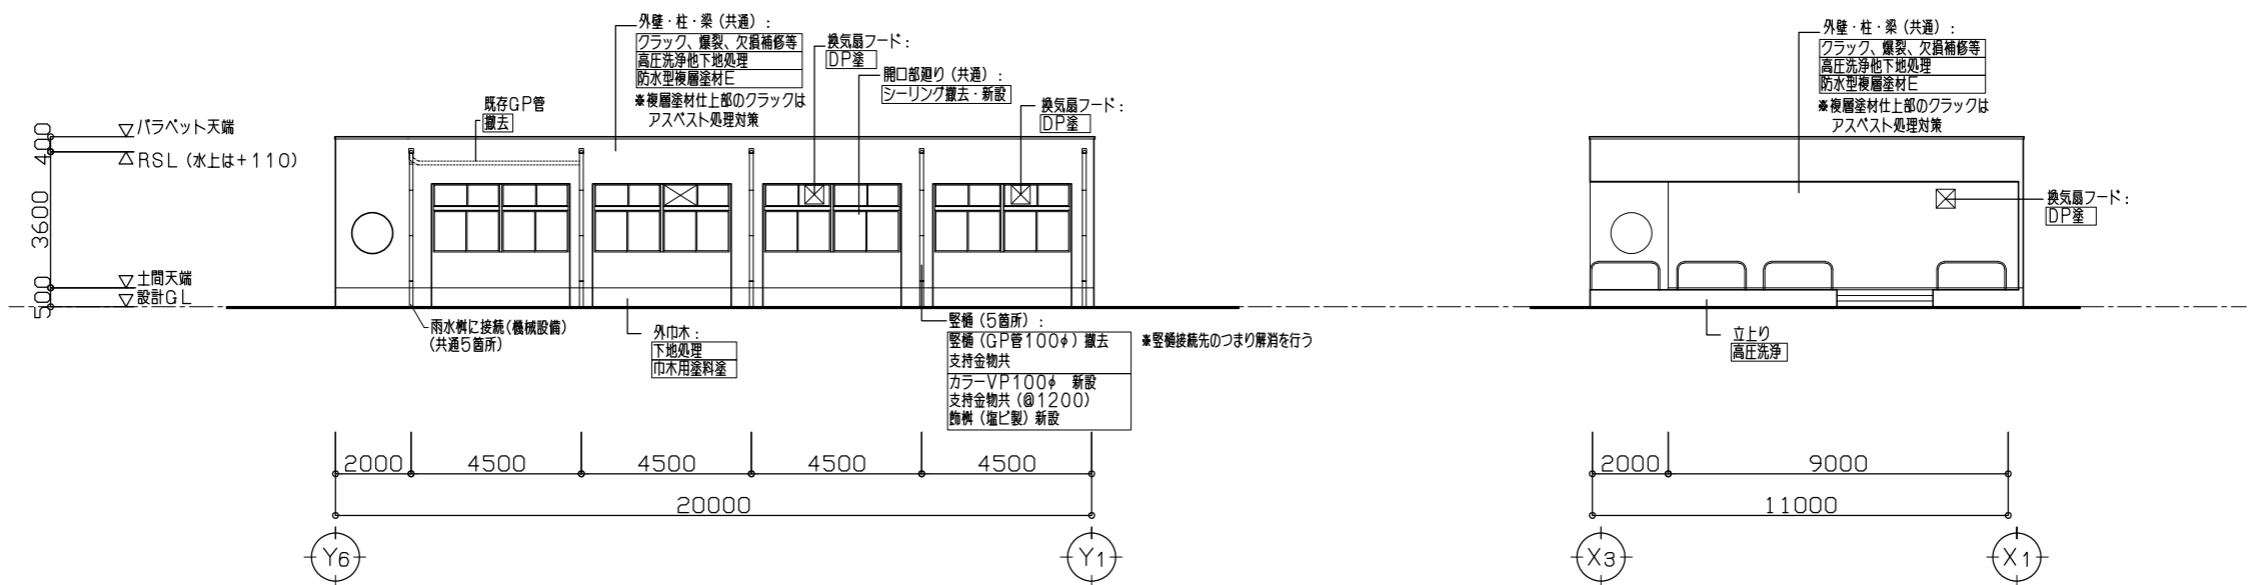 外壁・柱・梁（共通）：
クラック、爆裂、欠損補修等
高圧洗浄他下地処理
防水型複層塗材E
※複層塗材仕上部のクラックは
アスベスト処理対策
換気扇フード：
DP塗
開口部廻り（共通）：
シーリング撤去・新設
換気扇フード：
DP塗
既存GP管
撤去
パラペット天端
RSL（水上は+110）
土間天端
設計GL
400
3600
500
雨水桝に接続（機械設備）
（共通5箇所）
外巾木：
下地処理
巾木用塗料塗
竪樋（5箇所）：
竪樋（GP管100φ）撤去
支持金物共
カラーVP100φ 新設
支持金物共（@1200）
飾桝（塩ビ製）新設
※竪樋接続先のつまり解消を行う
2000 4500 4500 4500 4500
20000
Y6 Y1
外壁・柱・梁（共通）：
クラック、爆裂、欠損補修等
高圧洗浄他下地処理
防水型複層塗材E
※複層塗材仕上部のクラックは
アスベスト処理対策
換気扇フード：
DP塗
立上り
高圧洗浄
2000 9000
11000
X3 X1